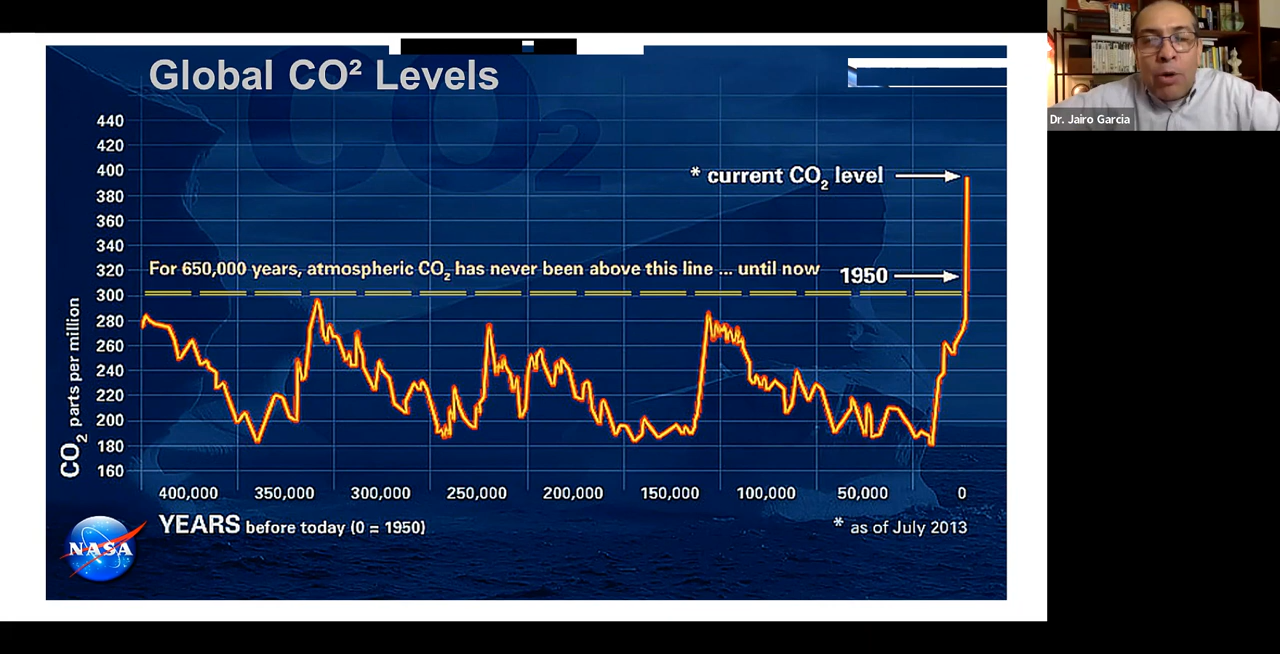 Global CO² Levels
CO2
440
420
400
380
360
340
320
300
280
260
240
220
200
180
160
CO2 parts per million
* current CO2 level
For 650,000 years, atmospheric CO2 has never been above this line ... until now
1950
400,000 350,000 300,000 250,000 200,000 150,000 100,000 50,000 0
YEARS before today (0 = 1950)
* as of July 2013
NASA
Dr. Jairo Garcia